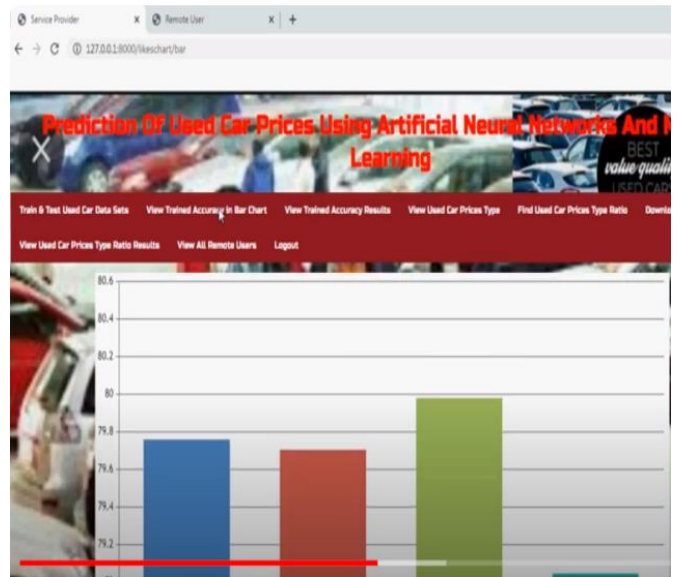 Service Provider
Remote User
127.0.0.1:8000/likeschart/bar
Prediction Of Used Car Prices Using Artificial Neural Networks And
Learning
BEST
value quali
USED CARS
Train & Test Used Car Data Sets View Trained Accuracy In Bar Chart View Trained Accuracy Results View Used Car Prices Type Find Used Car Prices Type Ratio Downlo
View Used Car Prices Type Ratio Results View All Remote Users Logout
80.6
80.4
80.2
80
79.8
79.6
79.4
79.2